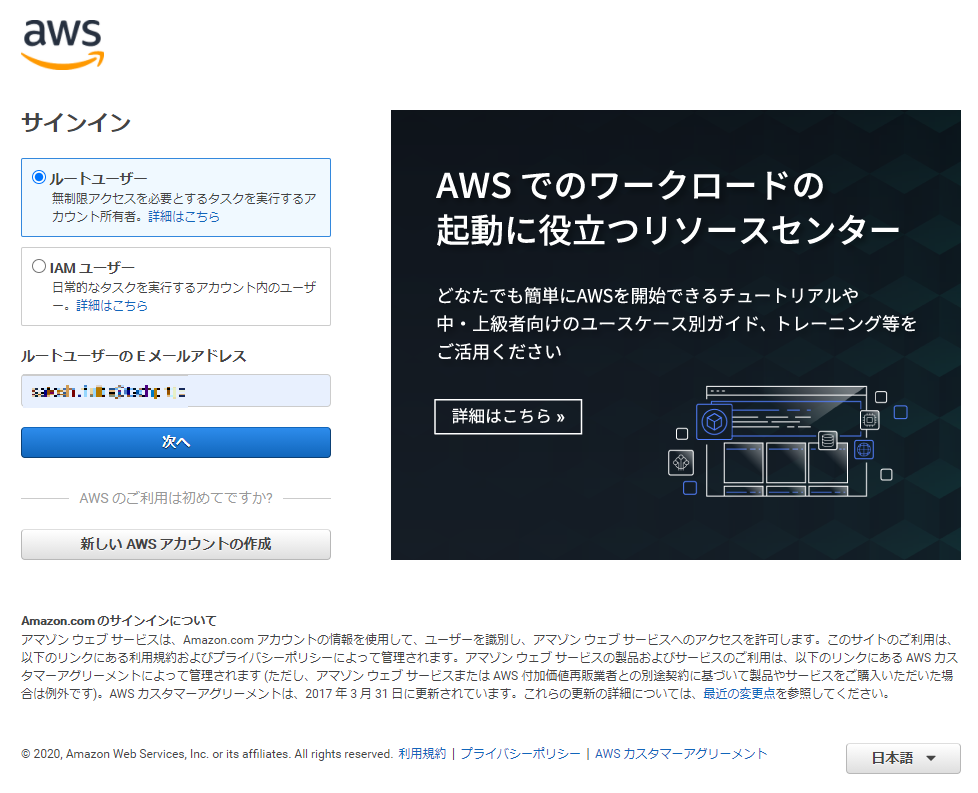 aws
サインイン
ルートユーザー
無制限アクセスを必要とするタスクを実行するア
カウント所有者。詳細はこちら
IAM ユーザー
日常的なタスクを実行するアカウント内のユーザ
ー。詳細はこちら
ルートユーザーの E メールアドレス
次へ
AWS のご利用は初めてですか?
新しい AWS アカウントの作成
AWS でのワークロードの
起動に役立つリソースセンター
どなたでも簡単にAWSを開始できるチュートリアルや
中・上級者向けのユースケース別ガイド、トレーニング等を
ご活用ください
詳細はこちら »
Amazon.com のサインインについて
アマゾン ウェブ サービスは、Amazon.com アカウントの情報を使用して、ユーザーを識別し、アマゾン ウェブ サービスへのアクセスを許可します。このサイトのご利用は、
以下のリンクにある利用規約およびプライバシーポリシーによって管理されます。アマゾン ウェブ サービスの製品およびサービスのご利用は、以下のリンクにある AWS カス
タマーアグリーメントによって管理されます (ただし、アマゾン ウェブ サービスまたは AWS 付加価値再販業者との別途契約に基づいて製品やサービスをご購入いただいた場
合は例外です)。AWS カスタマーアグリーメントは、2017 年 3 月 31 日に更新されています。これらの更新の詳細については、最近の変更点を参照してください。
© 2020, Amazon Web Services, Inc. or its affiliates. All rights reserved. 利用規約 | プライバシーポリシー | AWS カスタマーアグリーメント
日本語